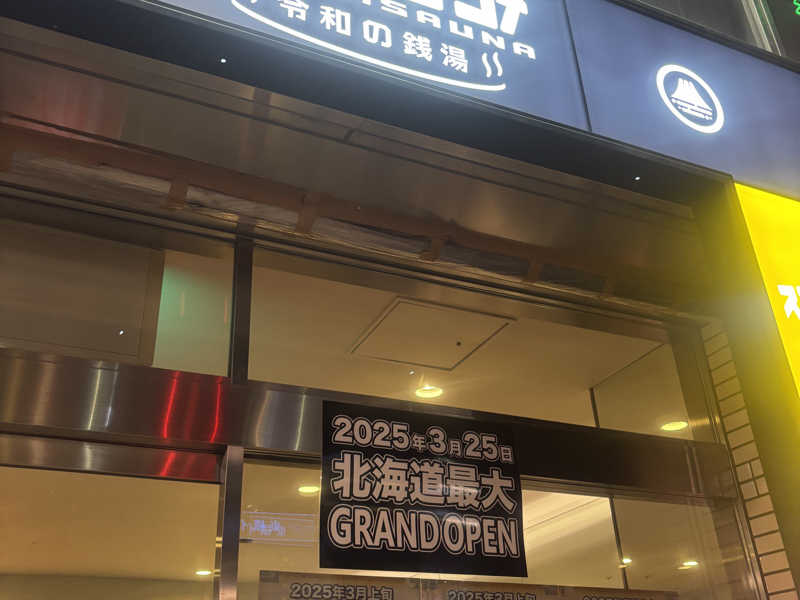 SAUNA
令和の銭湯
2025年3月25日
北海道最大
GRANDOPEN
2025年3月上旬
2025年3月上旬